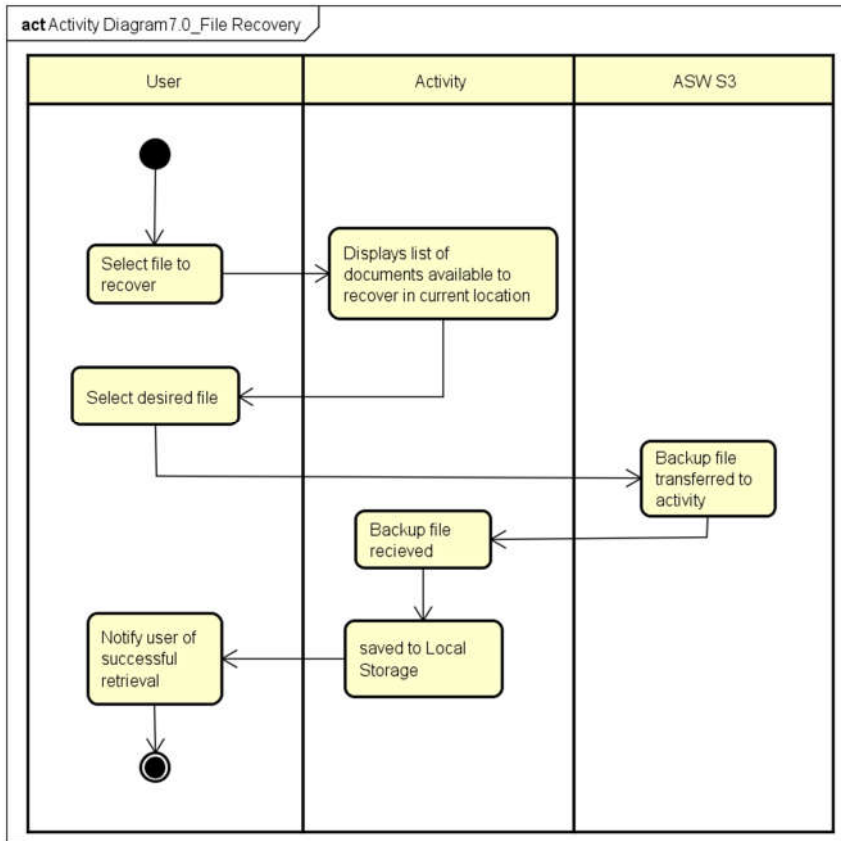 act Activity Diagram7.0_File Recovery
User
Activity
ASW S3
Select file to
recover
Displays list of
documents available to
recover in current location
Select desired file
Backup file
transferred to
activity
Backup file
recieved
Notify user of
successful
retrieval
saved to Local
Storage